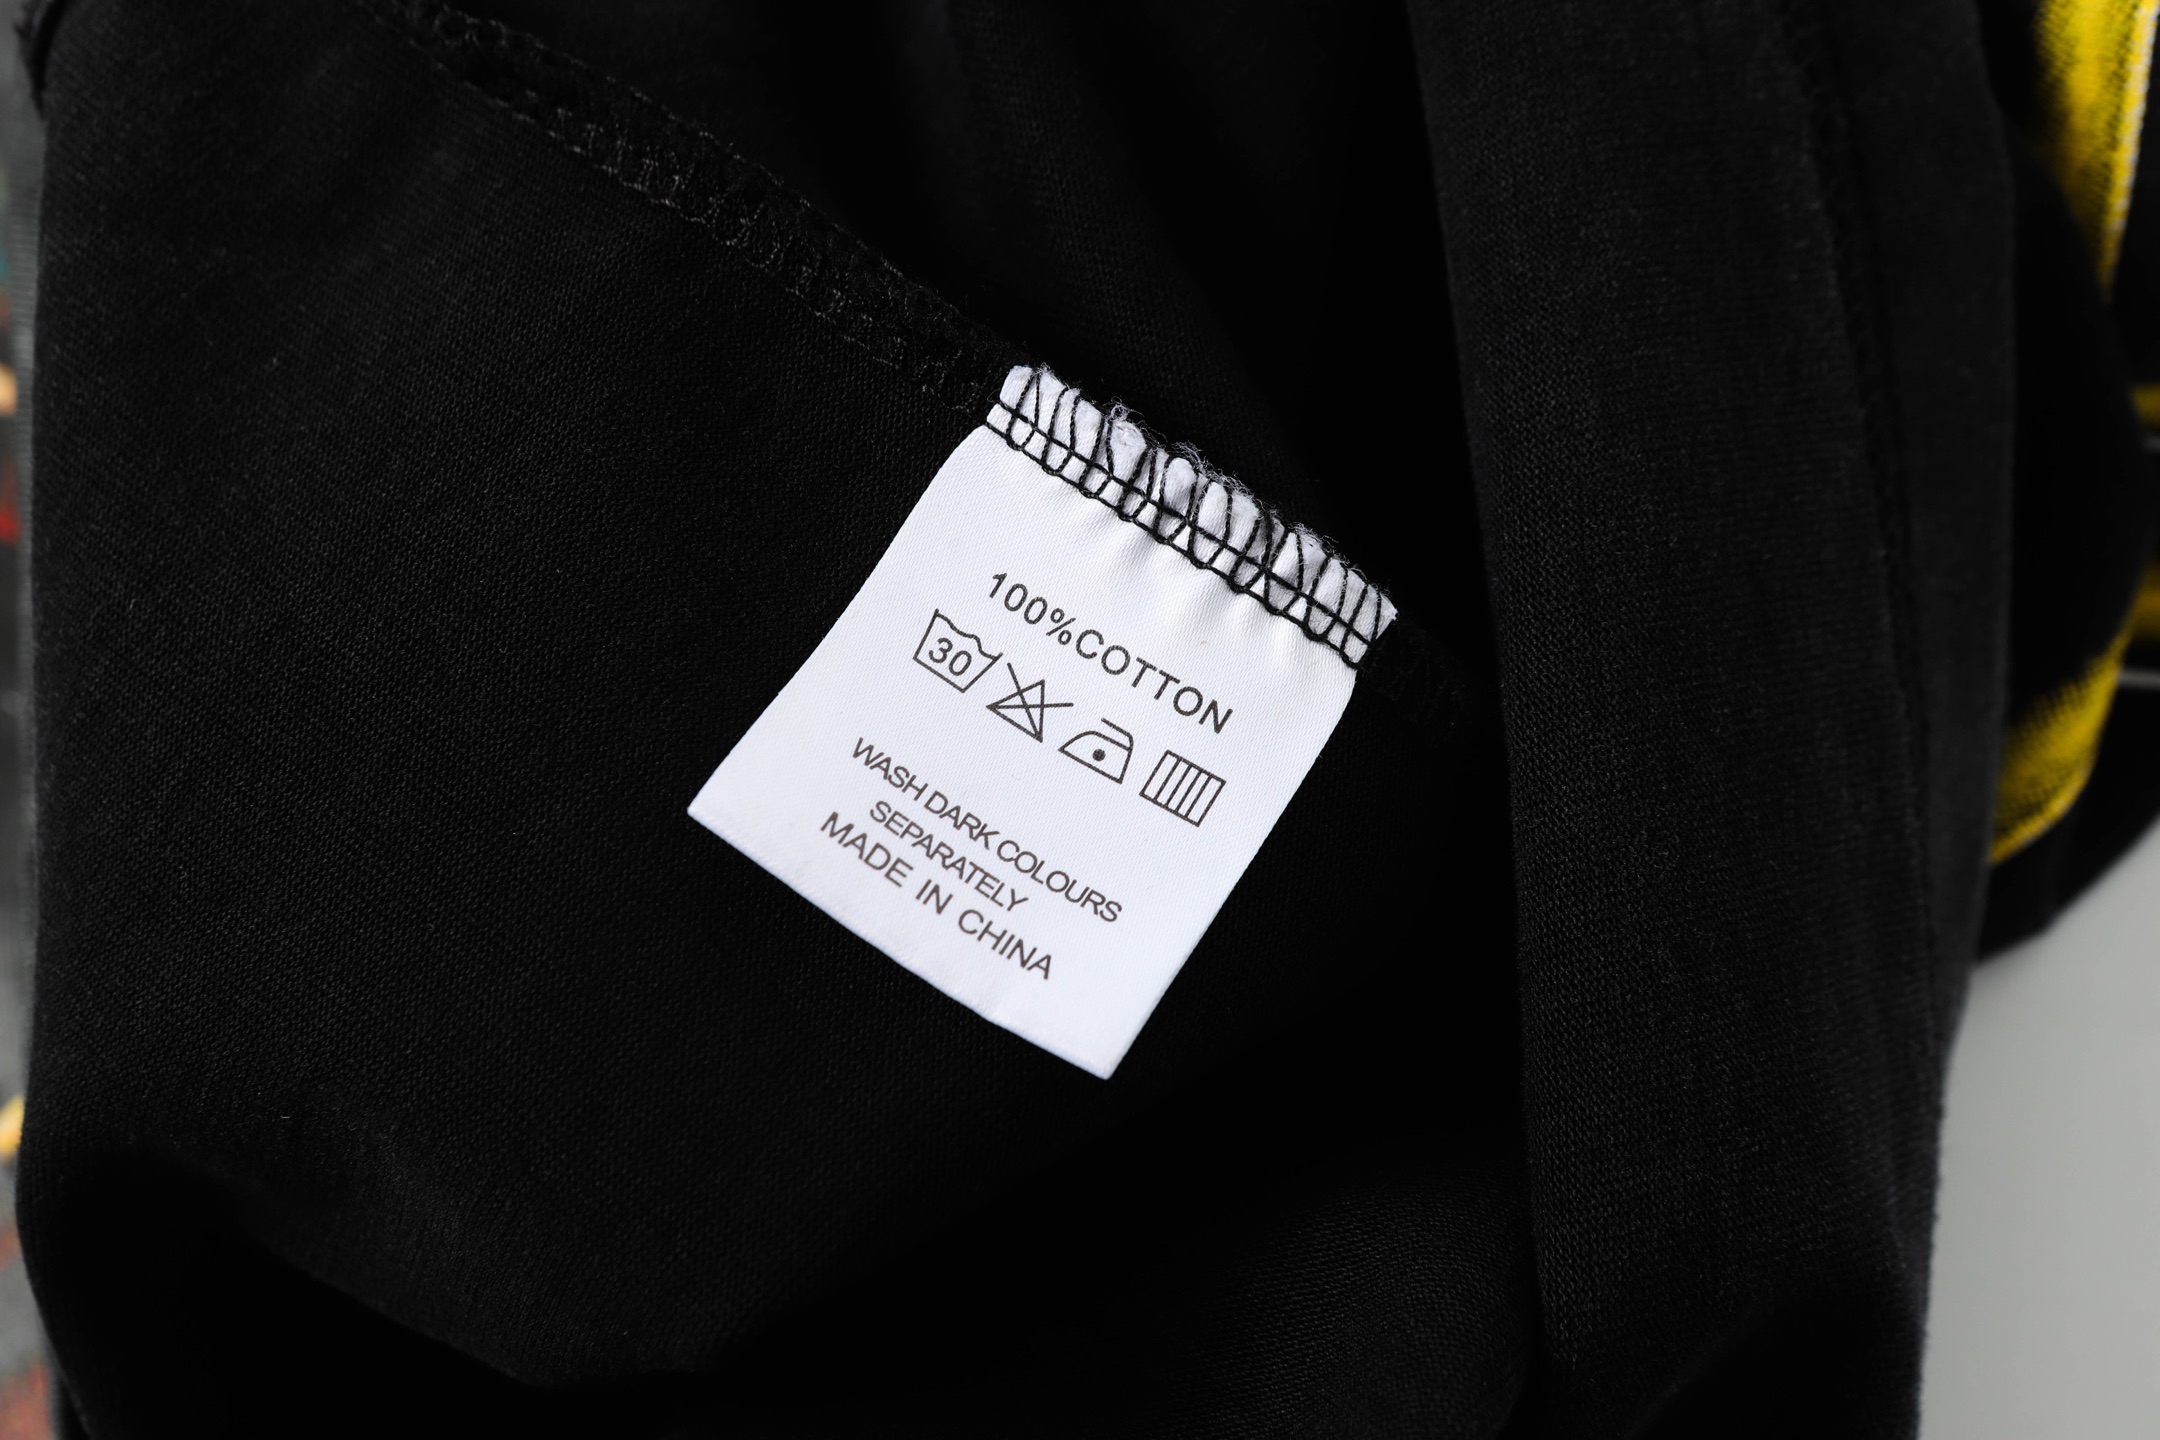 100%COTTON
30
WASH DARK COLOURS
SEPARATELY
MADE IN CHINA